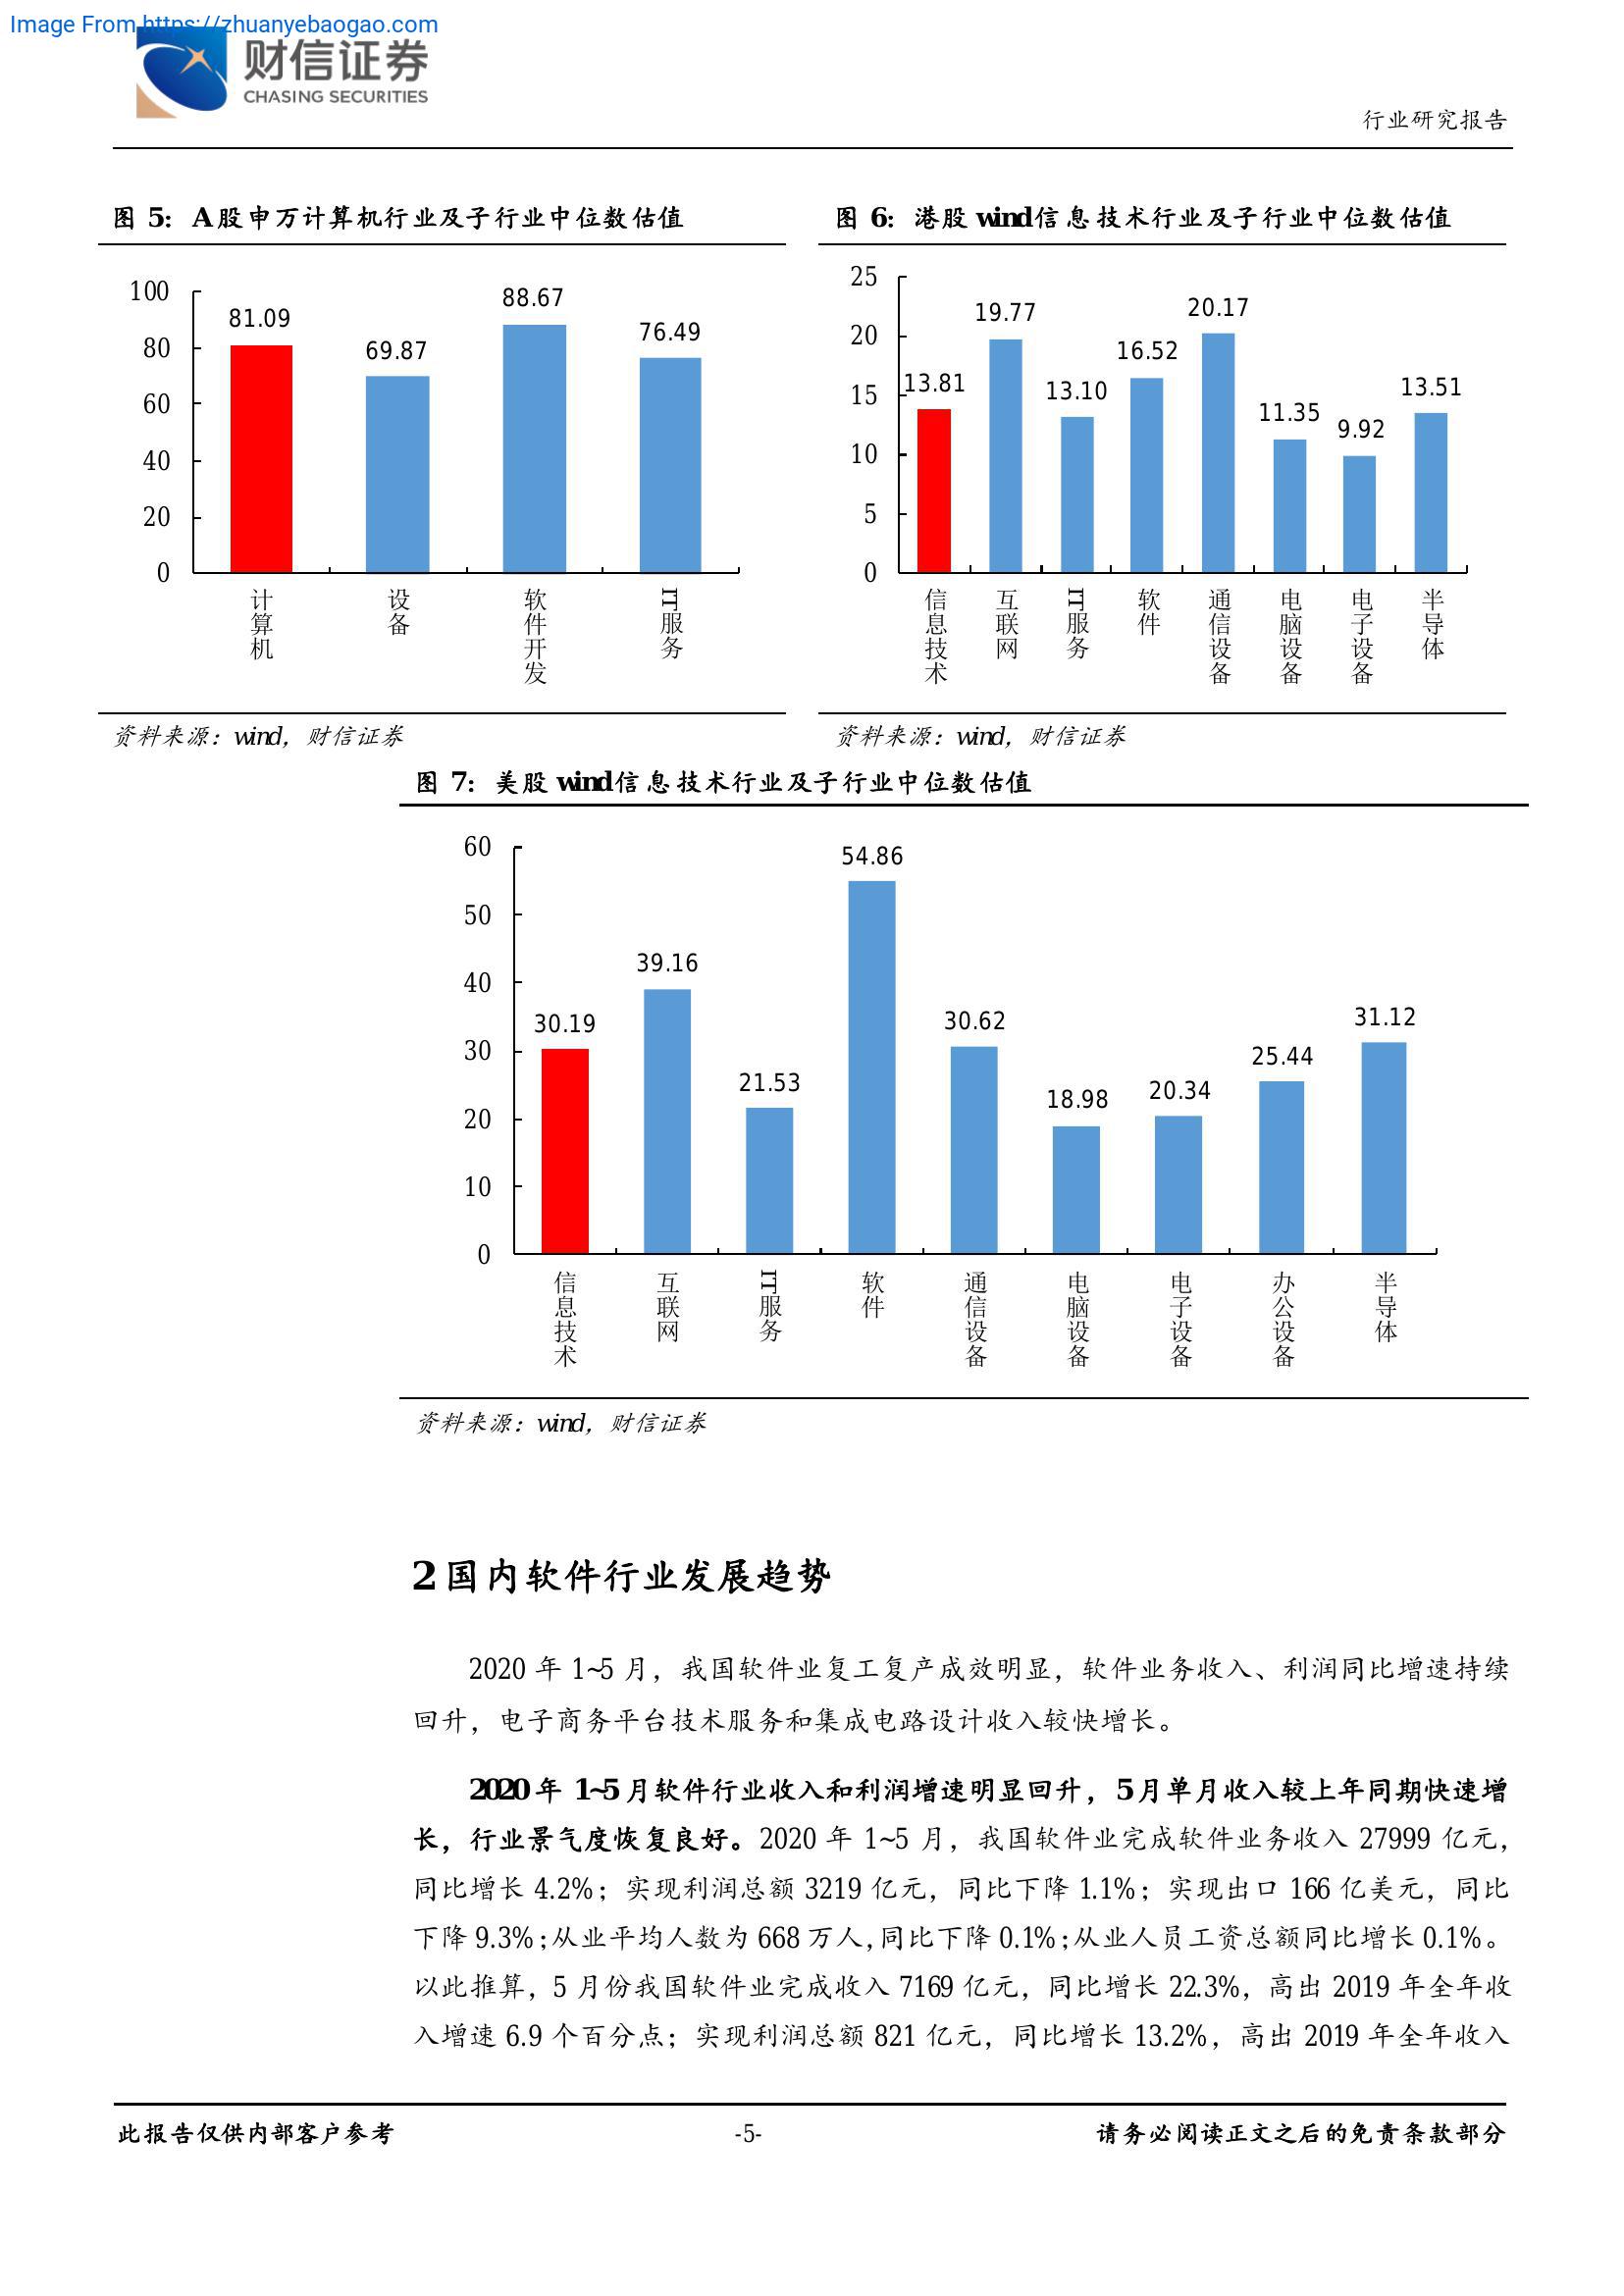 Image From https://zhuanyebaogao.com
财信证券
CHASING SECURITIES
行业研究报告
图 5：A 股申万计算机行业及子行业中位数估值
100
80
60
40
20
0
81.09
69.87
88.67
76.49
计算机
设备
软件开发
IT服务
资料来源：wind，财信证券
图 6：港股 wind 信息技术行业及子行业中位数估值
25
20
15
10
5
0
13.81
19.77
13.10
16.52
20.17
11.35
9.92
13.51
信息技术
互联网
IT服务
软件
通信设备
电脑设备
电子设备
半导体
资料来源：wind，财信证券
图 7：美股 wind 信息技术行业及子行业中位数估值
60
50
40
30
20
10
0
30.19
39.16
21.53
54.86
30.62
18.98
20.34
25.44
31.12
信息技术
互联网
IT服务
软件
通信设备
电脑设备
电子设备
办公设备
半导体
资料来源：wind，财信证券
2 国内软件行业发展趋势
2020 年 1~5 月，我国软件业复工复产成效明显，软件业务收入、利润同比增速持续
回升，电子商务平台技术服务和集成电路设计收入较快增长。
2020 年 1~5 月软件行业收入和利润增速明显回升，5 月单月收入较上年同期快速增
长，行业景气度恢复良好。2020 年 1~5 月，我国软件业完成软件业务收入 27999 亿元，
同比增长 4.2%；实现利润总额 3219 亿元，同比下降 1.1%；实现出口 166 亿美元，同比
下降 9.3%；从业平均人数为 668 万人，同比下降 0.1%；从业人员工资总额同比增长 0.1%。
以此推算，5 月份我国软件业完成收入 7169 亿元，同比增长 22.3%，高出 2019 年全年收
入增速 6.9 个百分点；实现利润总额 821 亿元，同比增长 13.2%，高出 2019 年全年收入
此报告仅供内部客户参考
-5-
请务必阅读正文之后的免责条款部分